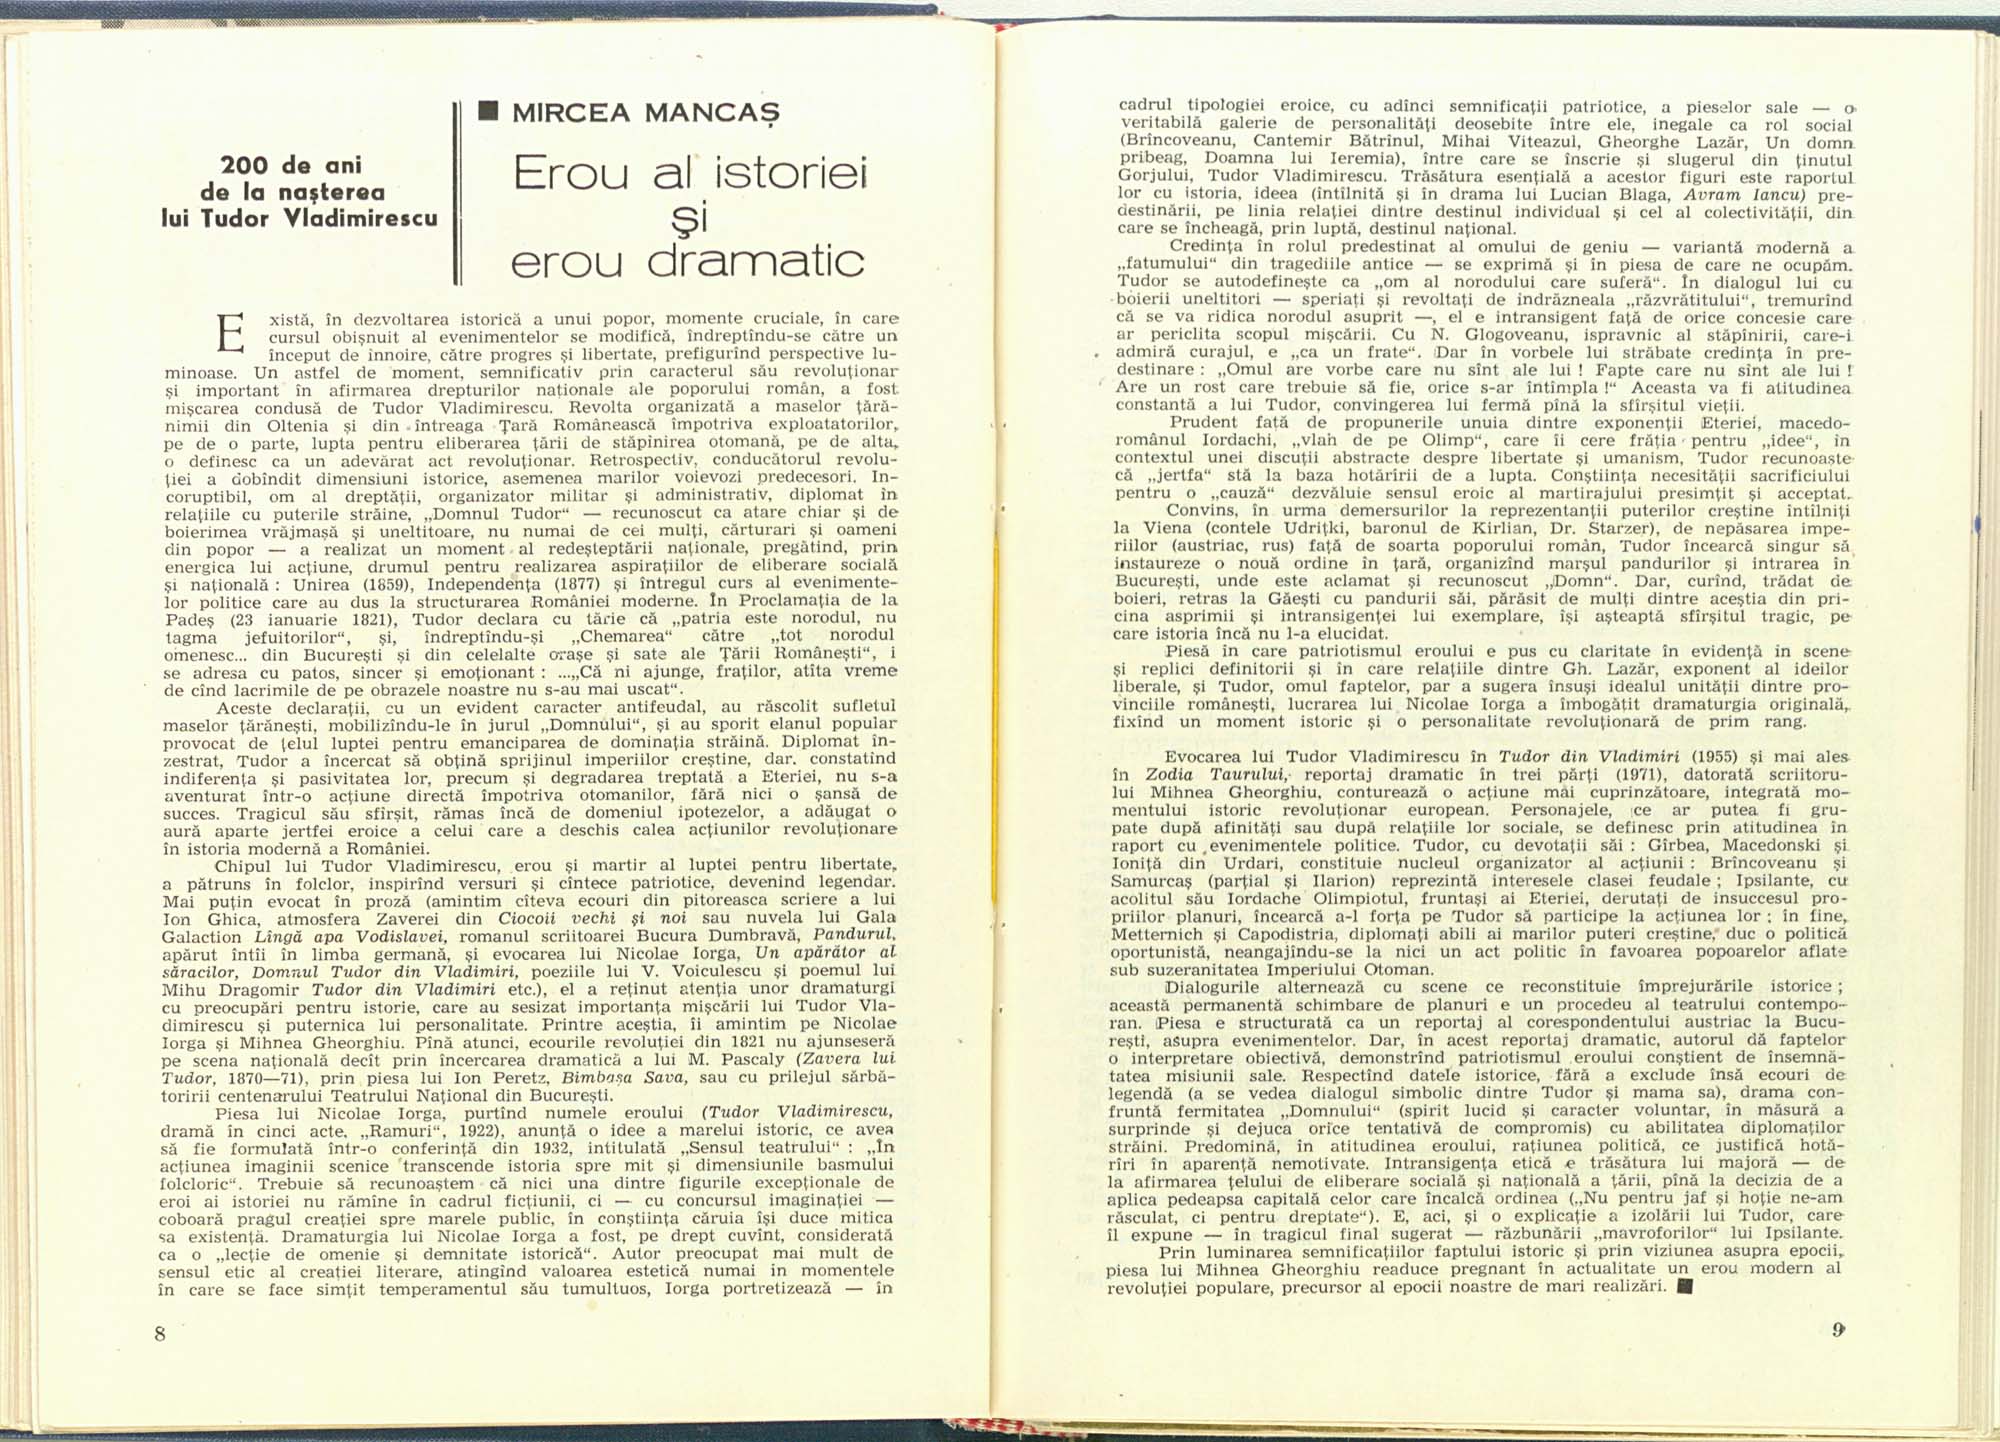 200 de ani
de la nașterea
lui Tudor Vladimirescu
■ MIRCEA MANCAȘ
Erou al istoriei
și
erou dramatic
Există, în dezvoltarea istorică a unui popor, momente cruciale, în care
cursul obișnuit al evenimentelor se modifică, îndreptîndu-se către un
început de innoire, către progres și libertate, prefigurînd perspective lu-
minoase. Un astfel de moment, semnificativ prin caracterul său revoluționar
și important în afirmarea drepturilor naționale ale poporului român, a fost
mișcarea condusă de Tudor Vladimirescu. Revolta organizată a maselor țără-
nimii din Oltenia și din întreaga Țară Românească împotriva exploatatorilor,
pe de o parte, lupta pentru eliberarea țării de stăpînirea otomană, pe de alta,
o definesc ca un adevărat act revoluționar. Retrospectiv, conducătorul revolu-
ției a dobîndit dimensiuni istorice, asemenea marilor voievozi predecesori. In-
coruptibil, om al dreptății, organizator militar și administrativ, diplomat în
relațiile cu puterile străine, „Domnul Tudor“ — recunoscut ca atare chiar și de
boierimea vrăjmașă și uneltitoare, nu numai de cei mulți, cărturari și oameni
din popor — a realizat un moment al redeșteptării naționale, pregătind, prin
energica lui acțiune, drumul pentru realizarea aspirațiilor de eliberare socială
și națională : Unirea (1859), Independența (1877) și întregul curs al evenimente-
lor politice care au dus la structurarea României moderne. În Proclamația de la
Padeș (23 ianuarie 1821), Tudor declara cu tărie că „patria este norodul, nu
tagma jefuitorilor“, și, îndreptîndu-și „Chemarea“ către „tot norodul
omenesc... din București și din celelalte orașe și sate ale Țării Românești“, i
se adresa cu patos, sincer și emoționant : ...„Că ni ajunge, fraților, atîta vreme
de cînd lacrimile de pe obrazele noastre nu s-au mai uscat“.
Aceste declarații, cu un evident caracter antifeudal, au răscolit sufletul
maselor țărănești, mobilizîndu-le în jurul „Domnului“, și au sporit elanul popular
provocat de țelul luptei pentru emanciparea de dominația străină. Diplomat în-
zestrat, Tudor a încercat să obțină sprijinul imperiilor creștine, dar. constatînd
indiferența și pasivitatea lor, precum și degradarea treptată a Eteriei, nu s-a
aventurat într-o acțiune directă împotriva otomanilor, fără nici o șansă de
succes. Tragicul său sfîrșit, rămas încă de domeniul ipotezelor, a adăugat o
aură aparte jertfei eroice a celui care a deschis calea acțiunilor revoluționare
în istoria modernă a României.
Chipul lui Tudor Vladimirescu, erou și martir al luptei pentru libertate,
a pătruns în folclor, inspirînd versuri și cîntece patriotice, devenind legendar.
Mai puțin evocat în proză (amintim cîteva ecouri din pitoreasca scriere a lui
Ion Ghica, atmosfera Zaverei din Ciocoii vechi și noi sau nuvela lui Gala
Galaction Lîngă apa Vodislavei, romanul scriitoarei Bucura Dumbravă, Pandurul,
apărut întîi în limba germană, și evocarea lui Nicolae Iorga, Un apărător al
săracilor, Domnul Tudor din Vladimiri, poeziile lui V. Voiculescu și poemul lui
Mihu Dragomir Tudor din Vladimiri etc.), el a reținut atenția unor dramaturgi
cu preocupări pentru istorie, care au sesizat importanța mișcării lui Tudor Vla-
dimirescu și puternica lui personalitate. Printre aceștia, îi amintim pe Nicolae
Iorga și Mihnea Gheorghiu. Pînă atunci, ecourile revoluției din 1821 nu ajunseseră
pe scena națională decît prin încercarea dramatică a lui M. Pascaly (Zavera lui
Tudor, 1870—71), prin piesa lui Ion Peretz, Bimbașa Sava, sau cu prilejul sărbă-
toririi centenarului Teatrului Național din București.
Piesa lui Nicolae Iorga, purtînd numele eroului (Tudor Vladimirescu,
dramă în cinci acte, „Ramuri“, 1922), anunță o idee a marelui istoric, ce avea
să fie formulată într-o conferință din 1932, intitulată „Sensul teatrului“ : „În
acțiunea imaginii scenice transcende istoria spre mit și dimensiunile basmului
folcloric“. Trebuie să recunoaștem că nici una dintre figurile excepționale de
eroi ai istoriei nu rămîne în cadrul ficțiunii, ci — cu concursul imaginației —
coboară pragul creației spre marele public, în conștiința căruia își duce mitica
sa existență. Dramaturgia lui Nicolae Iorga a fost, pe drept cuvînt, considerată
ca o „lecție de omenie și demnitate istorică“. Autor preocupat mai mult de
sensul etic al creației literare, atingînd valoarea estetică numai in momentele
în care se face simțit temperamentul său tumultuos, Iorga portretizează — în
8
cadrul tipologiei eroice, cu adînci semnificații patriotice, a pieselor sale — o
veritabilă galerie de personalități deosebite între ele, inegale ca rol social
(Brîncoveanu, Cantemir Bătrînul, Mihai Viteazul, Gheorghe Lazăr, Un domn
pribeag, Doamna lui Ieremia), între care se înscrie și slugerul din ținutul
Gorjului, Tudor Vladimirescu. Trăsătura esențială a acestor figuri este raportul
lor cu istoria, ideea (întîlnită și în drama lui Lucian Blaga, Avram Iancu) pre-
destinării, pe linia relației dintre destinul individual și cel al colectivității, din
care se încheagă, prin luptă, destinul național.
Credința în rolul predestinat al omului de geniu — variantă modernă a
„fatumului“ din tragediile antice — se exprimă și în piesa de care ne ocupăm.
Tudor se autodefinește ca „om al norodului care suferă“. În dialogul lui cu
boierii uneltitori — speriați și revoltați de indrăzneala „răzvrătitului“, tremurînd
că se va ridica norodul asuprit —, el e intransigent față de orice concesie care
ar periclita scopul mișcării. Cu N. Glogoveanu, ispravnic al stăpînirii, care-i
admiră curajul, e „ca un frate“. Dar în vorbele lui străbate credința în pre-
destinare : „Omul are vorbe care nu sînt ale lui ! Fapte care nu sînt ale lui !
Are un rost care trebuie să fie, orice s-ar întîmpla !“ Aceasta va fi atitudinea
constantă a lui Tudor, convingerea lui fermă pînă la sfîrșitul vieții.
Prudent față de propunerile unuia dintre exponenții Eteriei, macedo-
românul Iordachi, „vlah de pe Olimp“, care îi cere frăția pentru „idee“, în
contextul unei discuții abstracte despre libertate și umanism, Tudor recunoaște
că „jertfa“ stă la baza hotărîrii de a lupta. Conștiința necesității sacrificiului
pentru o „cauză“ dezvăluie sensul eroic al martirajului presimțit și acceptat.
Convins, în urma demersurilor la reprezentanții puterilor creștine întîlniți
la Viena (contele Udrițki, baronul de Kirlian, Dr. Starzer), de nepăsarea impe-
riilor (austriac, rus) față de soarta poporului român, Tudor încearcă singur să
instaureze o nouă ordine în țară, organizînd marșul pandurilor și intrarea în
București, unde este aclamat și recunoscut „Domn“. Dar, curînd, trădat de
boieri, retras la Găești cu pandurii săi, părăsit de mulți dintre aceștia din pri-
cina asprimii și intransigenței lui exemplare, își așteaptă sfîrșitul tragic, pe
care istoria încă nu l-a elucidat.
Piesă in care patriotismul eroului e pus cu claritate în evidență in scene
și replici definitorii și în care relațiile dintre Gh. Lazăr, exponent al ideilor
liberale, și Tudor, omul faptelor, par a sugera însuși idealul unității dintre pro-
vinciile românești, lucrarea lui Nicolae Iorga a îmbogățit dramaturgia originală,
fixînd un moment istoric și o personalitate revoluționară de prim rang.
Evocarea lui Tudor Vladimirescu în Tudor din Vladimiri (1955) și mai ales
în Zodia Taurului, reportaj dramatic în trei părți (1971), datorată scriitoru-
lui Mihnea Gheorghiu, conturează o acțiune mai cuprinzătoare, integrată mo-
mentului istoric revoluționar european. Personajele, ce ar putea fi gru-
pate după afinități sau după relațiile lor sociale, se definesc prin atitudinea în
raport cu evenimentele politice. Tudor, cu devotații săi : Gîrbea, Macedonski și
Ioniță din Urdari, constituie nucleul organizator al acțiunii : Brîncoveanu și
Samurcaș (parțial și Ilarion) reprezintă interesele clasei feudale ; Ipsilante, cu
acolitul său Iordache Olimpiotul, fruntași ai Eteriei, derutați de insuccesul pro-
priilor planuri, încearcă a-l forța pe Tudor să participe la acțiunea lor ; în fine,
Metternich și Capodistria, diplomați abili ai marilor puteri creștine, duc o politică
oportunistă, neangajîndu-se la nici un act politic în favoarea popoarelor aflate
sub suzeranitatea Imperiului Otoman.
Dialogurile alternează cu scene ce reconstituie împrejurările istorice ;
această permanentă schimbare de planuri e un procedeu al teatrului contempo-
ran. Piesa e structurată ca un reportaj al corespondentului austriac la Bucu-
rești, asupra evenimentelor. Dar, în acest reportaj dramatic, autorul dă faptelor
o interpretare obiectivă, demonstrînd patriotismul eroului conștient de însemnă-
tatea misiunii sale. Respectînd datele istorice, fără a exclude însă ecouri de
legendă (a se vedea dialogul simbolic dintre Tudor și mama sa), drama con-
fruntă fermitatea „Domnului“ (spirit lucid și caracter voluntar, în măsură a
surprinde și dejuca orice tentativă de compromis) cu abilitatea diplomaților
străini. Predomină, în atitudinea eroului, rațiunea politică, ce justifică hotă-
rîri în aparență nemotivate. Intransigența etică e trăsătura lui majoră — de
la afirmarea țelului de eliberare socială și națională a țării, pînă la decizia de a
aplica pedeapsa capitală celor care încalcă ordinea („Nu pentru jaf și hoție ne-am
răsculat, ci pentru dreptate“). E, aci, și o explicație a izolării lui Tudor, care
îl expune — în tragicul final sugerat — răzbunării „mavroforilor“ lui Ipsilante.
Prin luminarea semnificațiilor faptului istoric și prin viziunea asupra epocii,
piesa lui Mihnea Gheorghiu readuce pregnant în actualitate un erou modern al
revoluției populare, precursor al epocii noastre de mari realizări. ■
9